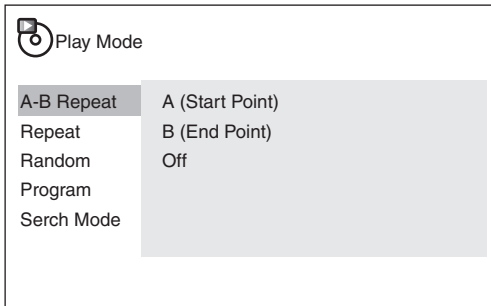 Play Mode
A-B Repeat
A (Start Point)
Repeat
B (End Point)
Random
Off
Program
Serch Mode